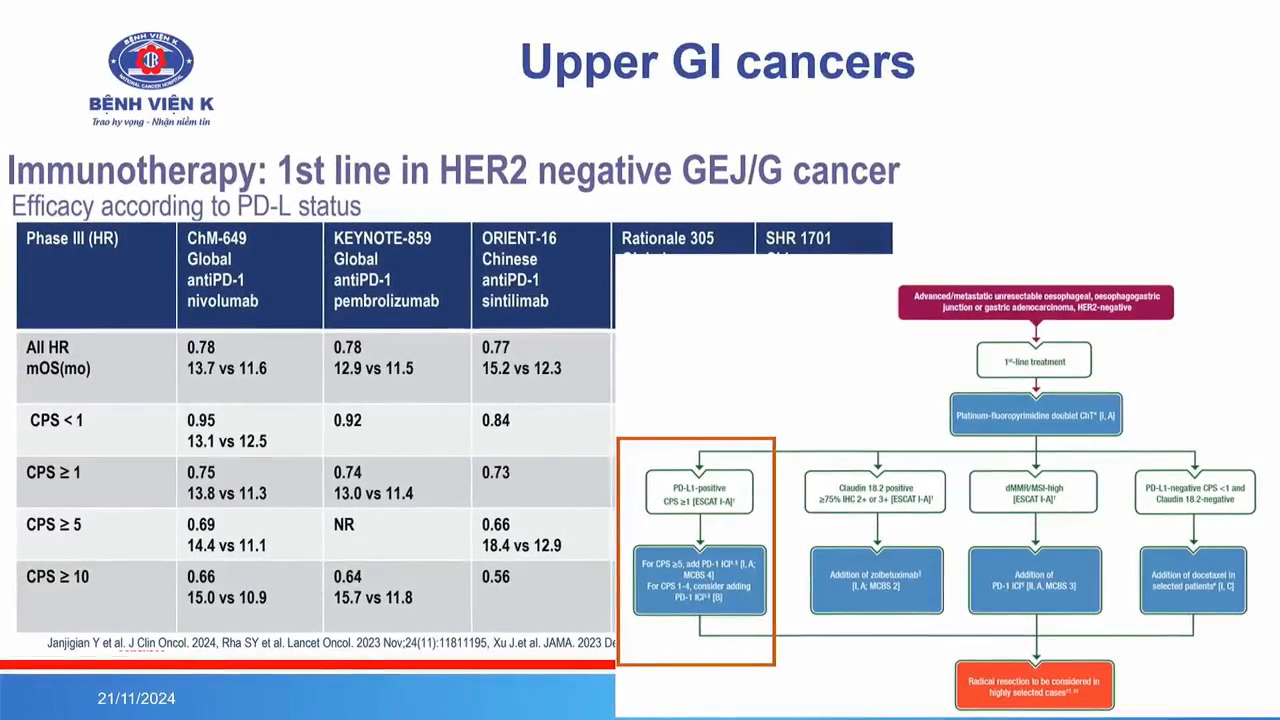 BỆNH VIỆN K
Trao hy vọng - Nhận niềm tin
Upper GI cancers
Immunotherapy: 1st line in HER2 negative GEJ/G cancer
Efficacy according to PD-L status
Phase III (HR)
ChM-649
Global
antiPD-1
nivolumab
KEYNOTE-859
Global
antiPD-1
pembrolizumab
ORIENT-16
Chinese
antiPD-1
sintilimab
Rationale 305
SHR 1701
All HR
mOS(mo)
0.78
13.7 vs 11.6
0.78
12.9 vs 11.5
0.77
15.2 vs 12.3
CPS < 1
0.95
13.1 vs 12.5
0.92
0.84
CPS ≥ 1
0.75
13.8 vs 11.3
0.74
13.0 vs 11.4
0.73
CPS ≥ 5
0.69
14.4 vs 11.1
NR
0.66
18.4 vs 12.9
CPS ≥ 10
0.66
15.0 vs 10.9
0.64
15.7 vs 11.8
0.56
Janjigian Y et al. J Clin Oncol. 2024, Rha SY et al. Lancet Oncol. 2023 Nov;24(11):11811195, Xu J.et al. JAMA. 2023 De
21/11/2024
Advanced/metastatic unresectable oesophageal, oesophagogastric
junction or gastric adenocarcinoma, HER2-negative
1st-line treatment
Platinum-fluoropyrimidine doublet ChT* [I, A]
PD-L1-positive
CPS ≥1 [ESCAT I-A]†
For CPS ≥5, add PD-1 ICI [I, A;
MCBS 4]
For CPS 1-4, consider adding
PD-1 ICI [B]
Claudin 18.2 positive
≥75% IHC 2+ or 3+ [ESCAT I-A]†
Addition of zolbetuximab
[I, A; MCBS 2]
dMMR/MSI-high
[ESCAT I-A]†
Addition of
PD-1 ICI [II, A, MCBS 3]
PD-L1-negative CPS <1 and
Claudin 18.2-negative
Addition of docetaxel in
selected patients [I, C]
Radical resection to be considered in
highly selected cases